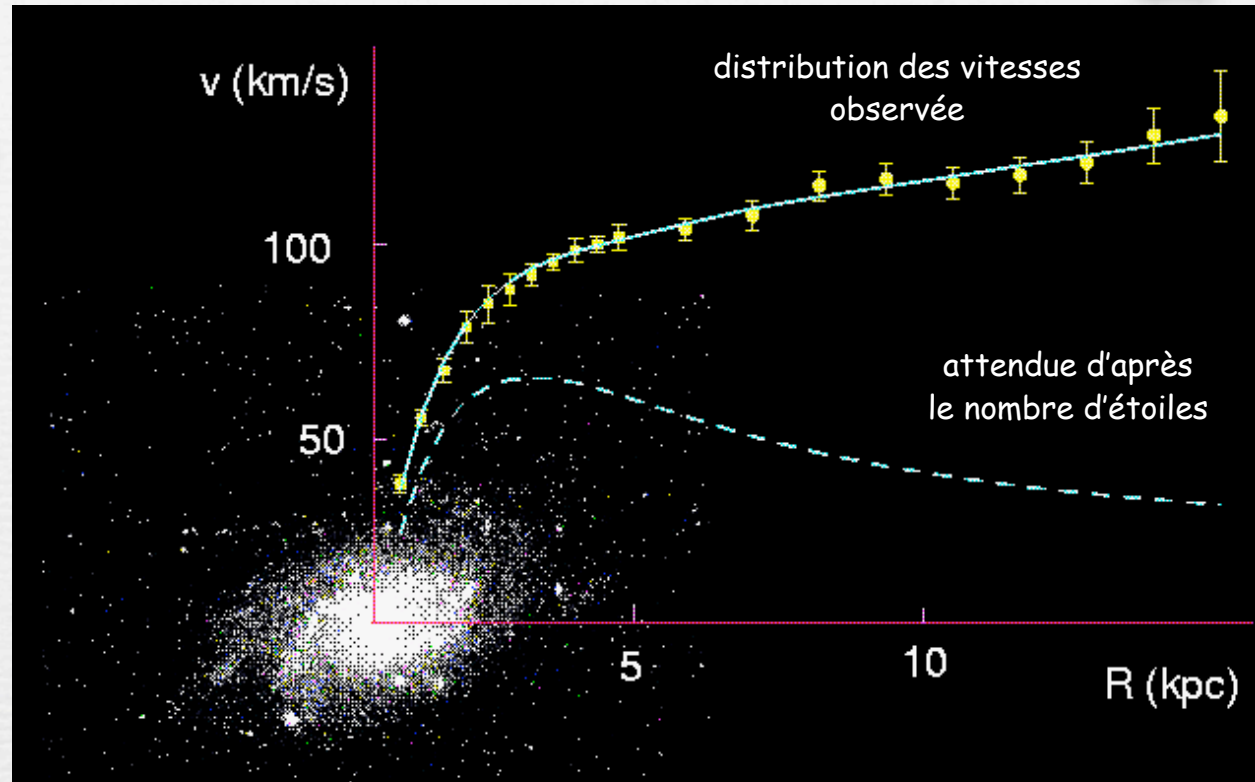 v (km/s)
distribution des vitesses
observée
100
attendue d'après
le nombre d'étoiles
50
5
10
R (kpc)